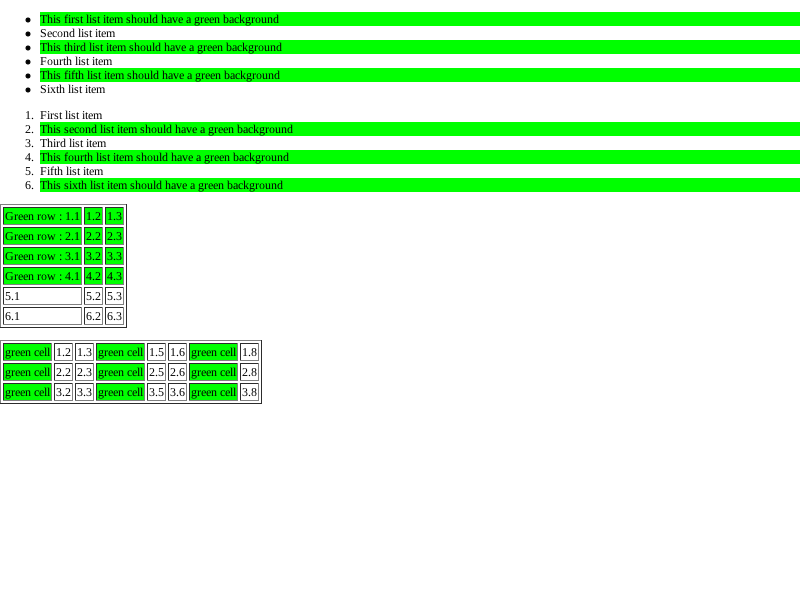 • This first list item should have a green background
• Second list item
• This third list item should have a green background
• Fourth list item
• This fifth list item should have a green background
• Sixth list item
1. First list item
2. This second list item should have a green background
3. Third list item
4. This fourth list item should have a green background
5. Fifth list item
6. This sixth list item should have a green background
Green row : 1.1 1.2 1.3
Green row : 2.1 2.2 2.3
Green row : 3.1 3.2 3.3
Green row : 4.1 4.2 4.3
5.1 5.2 5.3
6.1 6.2 6.3
green cell 1.2 1.3 green cell 1.5 1.6 green cell 1.8
green cell 2.2 2.3 green cell 2.5 2.6 green cell 2.8
green cell 3.2 3.3 green cell 3.5 3.6 green cell 3.8